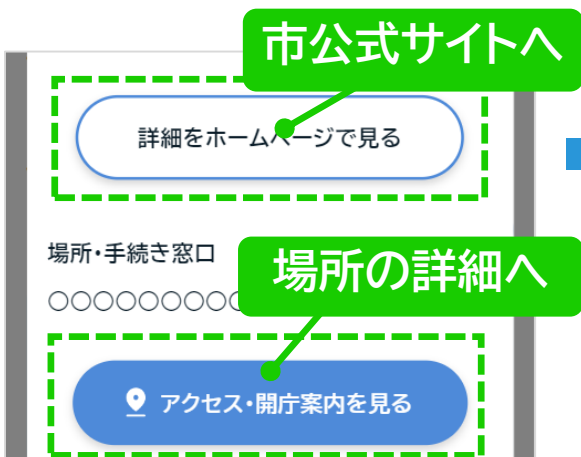 市公式サイトへ
詳細をホームページで見る
場所・手続き窓口
場所の詳細へ
○○○○○○○○○
アクセス・開庁案内を見る